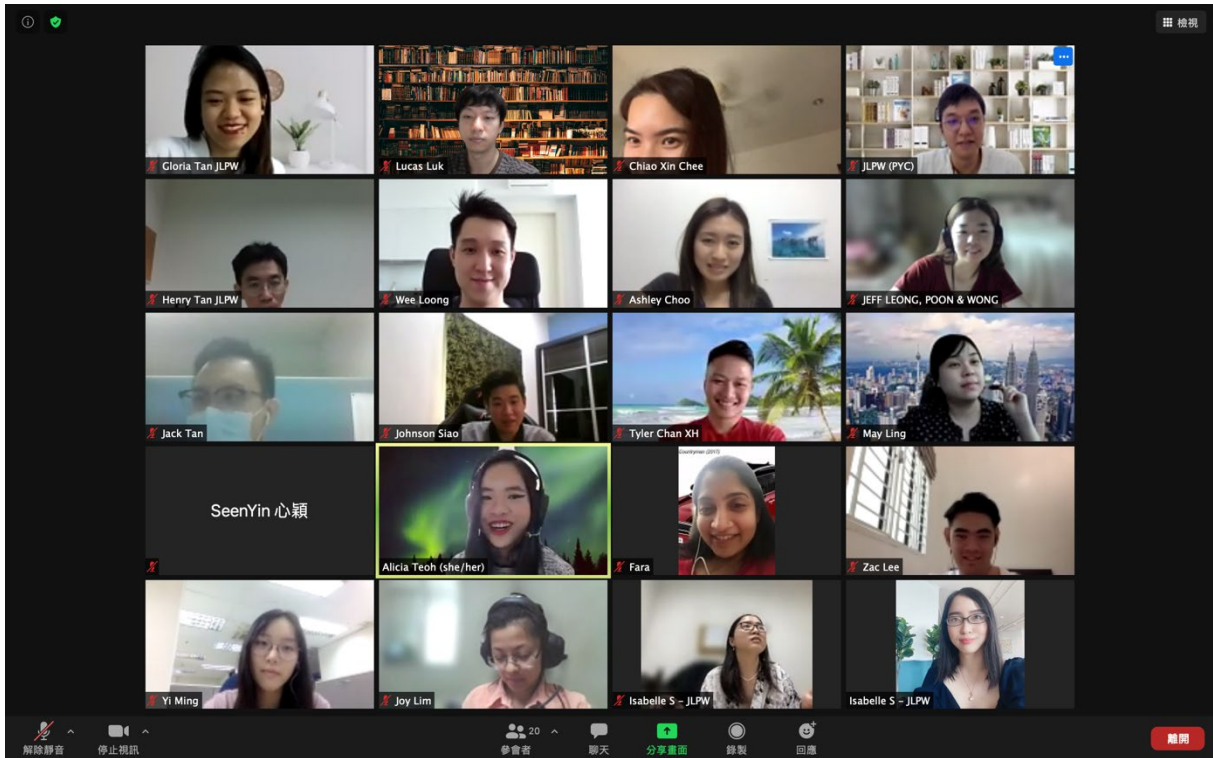 檢視
Gloria Tan JLPW
Lucas Luk
Chiao Xin Chee
JLPW (PYC)
Henry Tan JLPW
Wee Loong
Ashley Choo
JEFF LEONG, POON & WONG
Jack Tan
Johnson Siao
Tyler Chan XH
May Ling
SeenYin 心穎
Alicia Teoh (she/her)
Countryman (2017)
Fara
Zac Lee
Yi Ming
Joy Lim
Isabelle S – JLPW
Isabelle S – JLPW
解除靜音
停止視訊
20
參會者
聊天
分享畫面
錄製
回應
離開